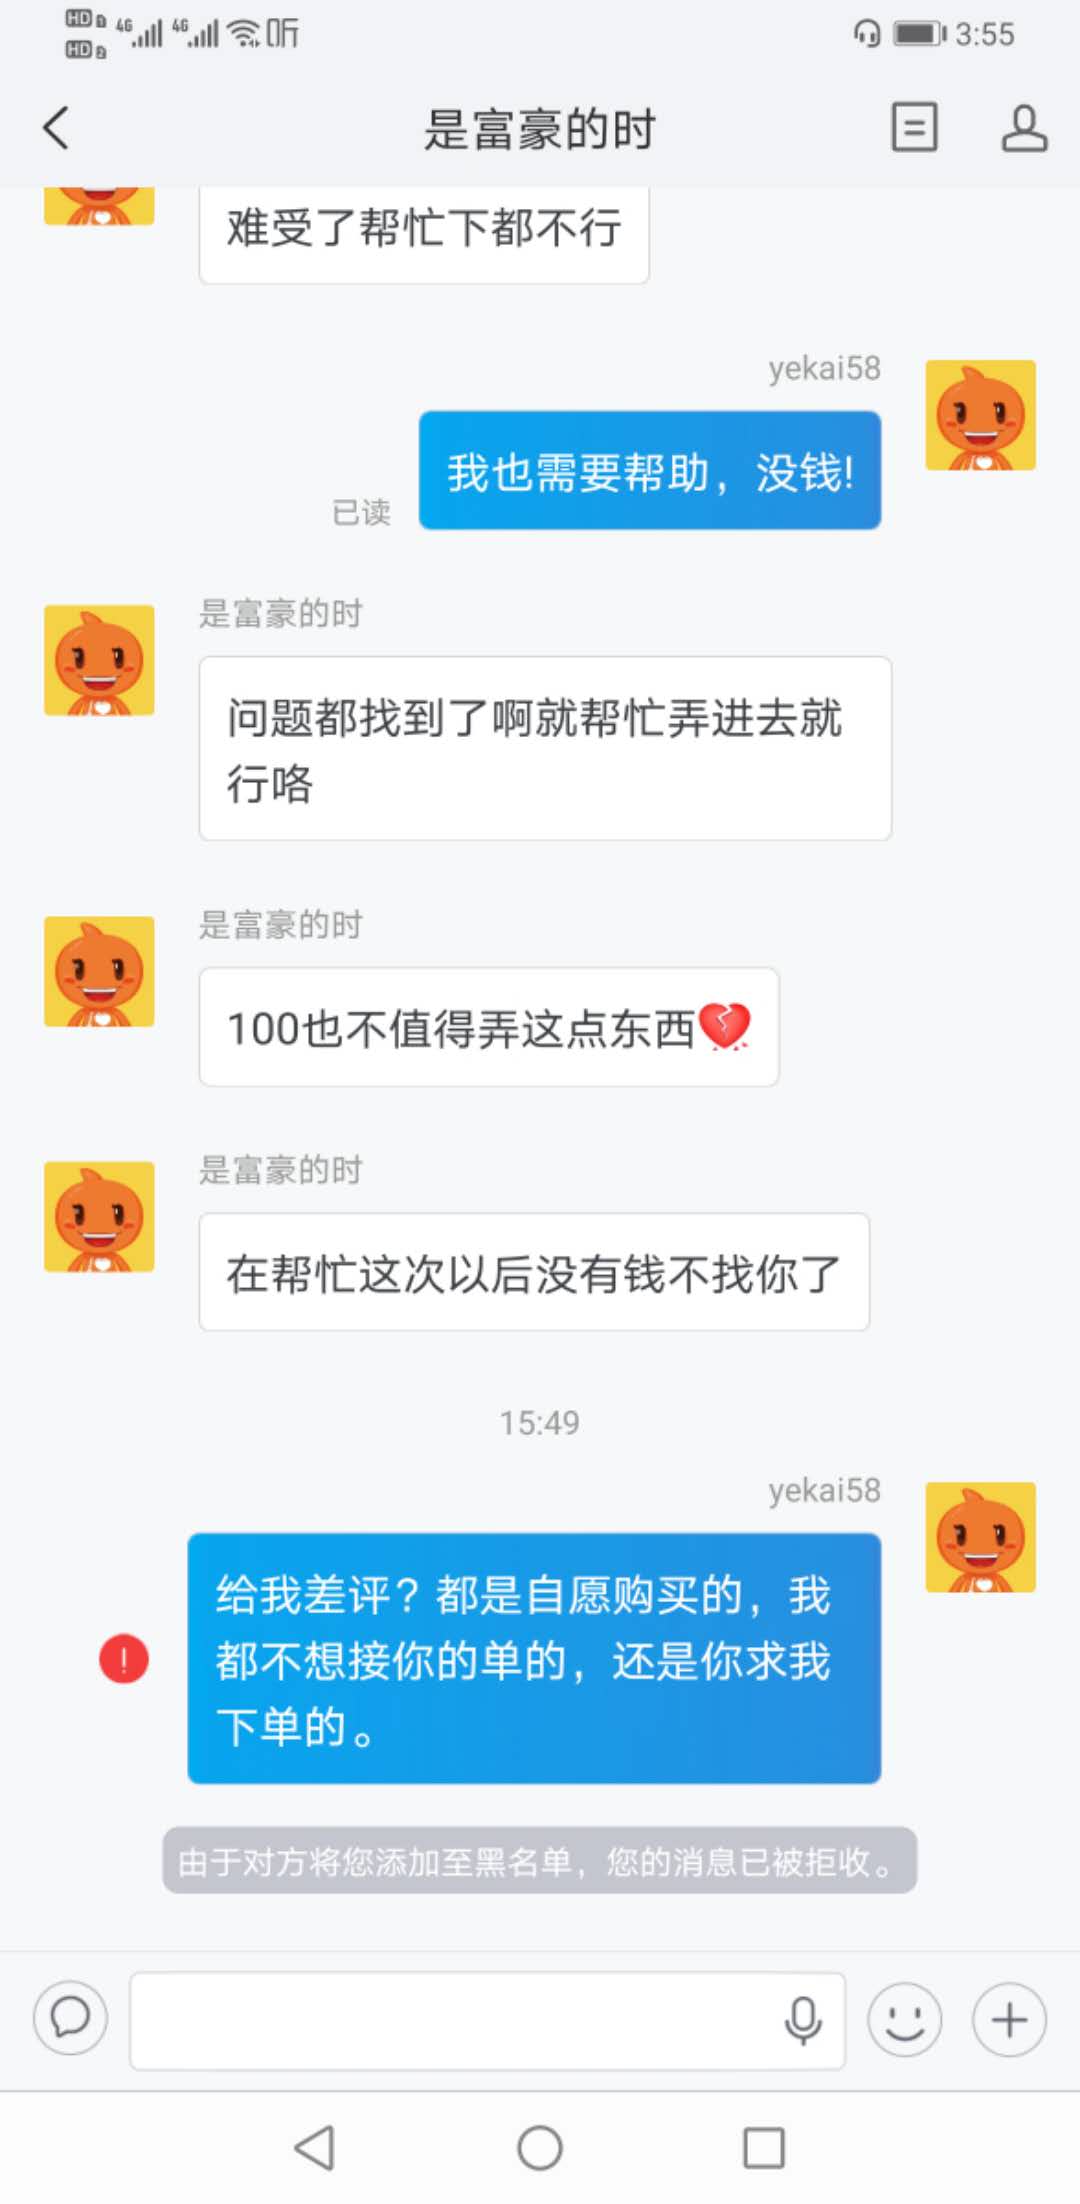 HD 1 4G 4G 听 3:55
HD 2
是富豪的时
难受了帮忙下都不行
yekai58
我也需要帮助，没钱!
已读
是富豪的时
问题都找到了啊就帮忙弄进去就
行咯
是富豪的时
100也不值得弄这点东西
是富豪的时
在帮忙这次以后没有钱不找你了
15:49
yekai58
给我差评？都是自愿购买的，我
都不想接你的单的，还是你求我
下单的。
由于对方将您添加至黑名单，您的消息已被拒收。